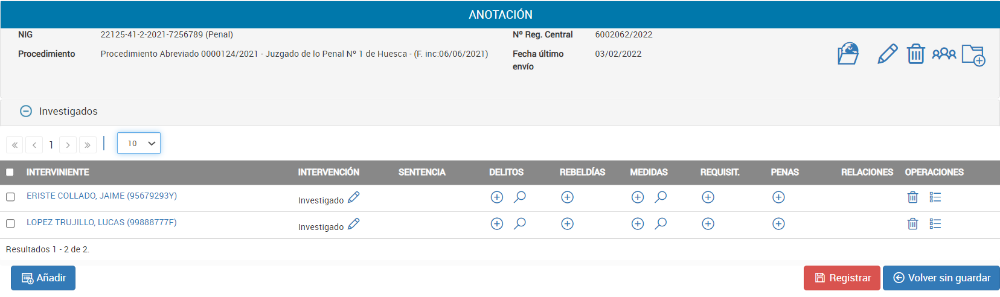 ANOTACIÓN
NIG 22125-41-2-2021-7256789 (Penal) Nº Reg. Central 6002062/2022
Procedimiento Procedimiento Abreviado 0000124/2021 - Juzgado de lo Penal Nº 1 de Huesca - (F. inc:06/06/2021) Fecha último envío 03/02/2022
Investigados
« < 1 > » | 10
INTERVINIENTE INTERVENCIÓN SENTENCIA DELITOS REBELDÍAS MEDIDAS REQUISIT. PENAS RELACIONES OPERACIONES
ERISTE COLLADO, JAIME (95679293Y) Investigado
LOPEZ TRUJILLO, LUCAS (99888777F) Investigado
Resultados 1 - 2 de 2.
Añadir Registrar Volver sin guardar